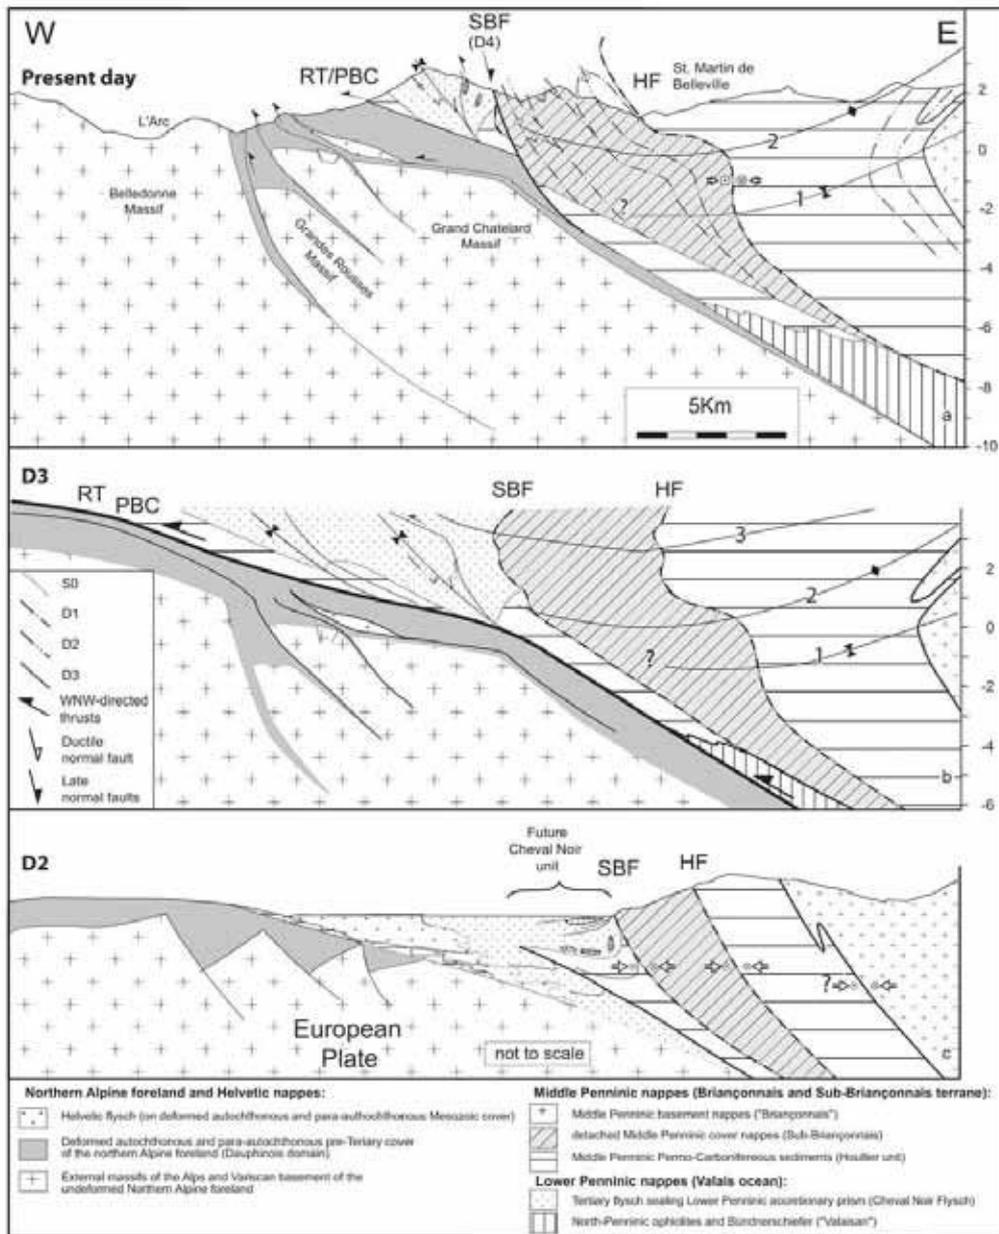 W
SBF
(D4)
E
Present day
RT/PBC
HF
St. Martin de
Belleville
L'Arc
2
2
0
Belledonne
Massif
?
1
-2
Grand Chatelard
Massif
Grandes Rousses
Massif
-4
-6
-8
5Km
a
-10
D3
RT
PBC
SBF
HF
3
2
2
S0
D1
D2
D3
WNW-directed
thrusts
Ductile
normal fault
Late
normal faults
0
?
1
-2
-4
b
-6
Future
Cheval Noir
unit
D2
SBF
HF
?
European
Plate
not to scale
c
Northern Alpine foreland and Helvetic nappes:
Helvetic flysch (on deformed autochthonous and para-authochthonous Mesozoic cover)
Deformed autochthonous and para-autochthonous pre-Tertiary cover
of the northern Alpine foreland (Dauphinois domain)
External massifs of the Alps and Variscan basement of the
undeformed Northern Alpine foreland
Middle Penninic nappes (Briançonnais and Sub-Briançonnais terrane):
Middle Penninic basement nappes ("Briançonnais")
detached Middle Penninic cover nappes (Sub-Briançonnais)
Middle Penninic Permo-Carbonifereous sediments (Houiller unit)
Lower Penninic nappes (Valais ocean):
Tertiary flysch sealing Lower Penninic accretionary prism (Cheval Noir Flysch)
North-Penninic ophiolites and Bündnerschiefer ("Valaisan")